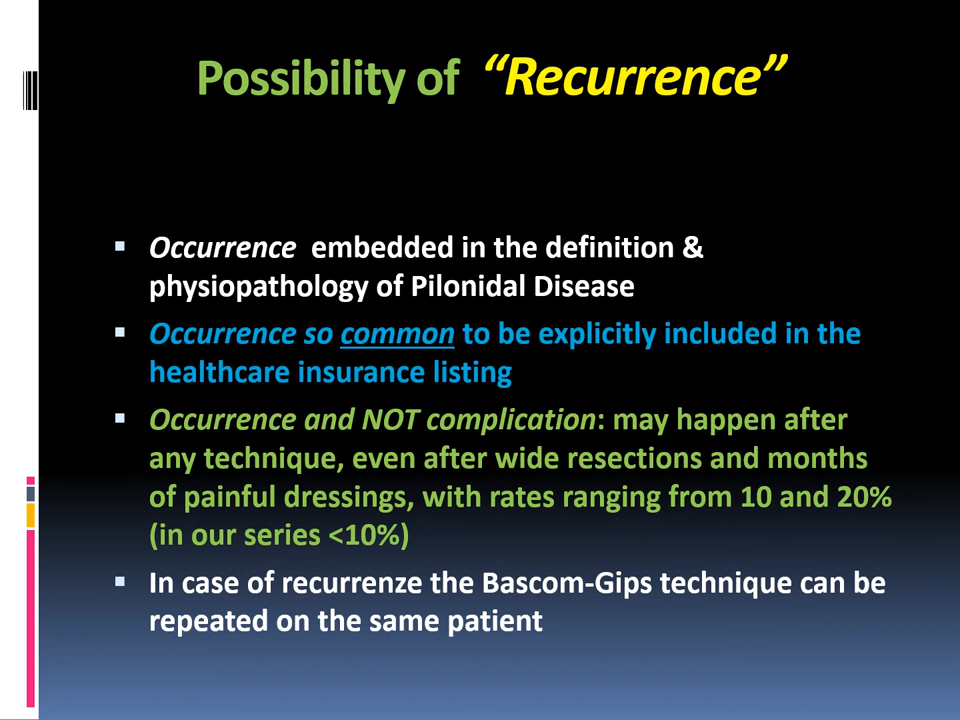 Possibility of “Recurrence”
▪ Occurrence embedded in the definition &
physiopathology of Pilonidal Disease
▪ Occurrence so common to be explicitly included in the
healthcare insurance listing
▪ Occurrence and NOT complication: may happen after
any technique, even after wide resections and months
of painful dressings, with rates ranging from 10 and 20%
(in our series <10%)
▪ In case of recurrenze the Bascom-Gips technique can be
repeated on the same patient